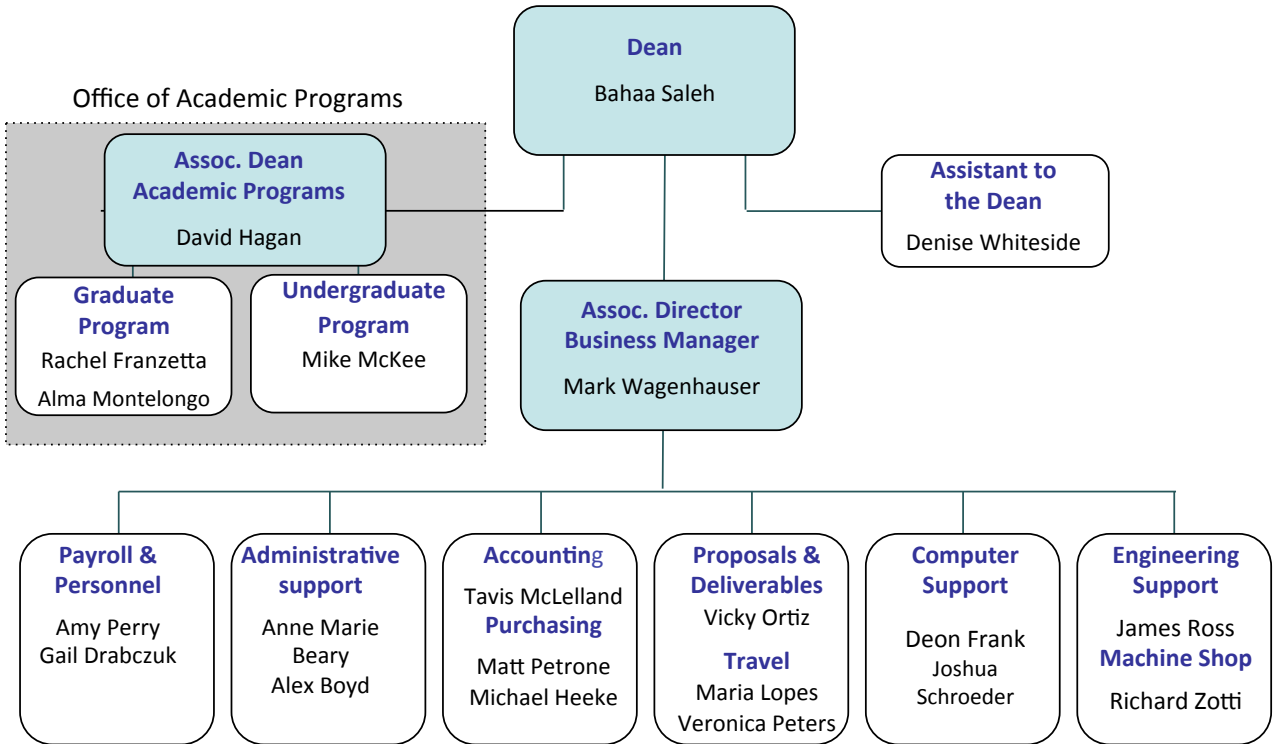 Dean
Bahaa Saleh
Office of Academic Programs
Assoc. Dean
Academic Programs
David Hagan
Assistant to
the Dean
Denise Whiteside
Graduate
Program
Rachel Franzetta
Alma Montelongo
Undergraduate
Program
Mike McKee
Assoc. Director
Business Manager
Mark Wagenhauser
Payroll &
Personnel
Amy Perry
Gail Drabczuk
Administrative
support
Anne Marie
Beary
Alex Boyd
Accounting
Tavis McLelland
Purchasing
Matt Petrone
Michael Heeke
Proposals &
Deliverables
Vicky Ortiz
Travel
Maria Lopes
Veronica Peters
Computer
Support
Deon Frank
Joshua
Schroeder
Engineering
Support
James Ross
Machine Shop
Richard Zotti